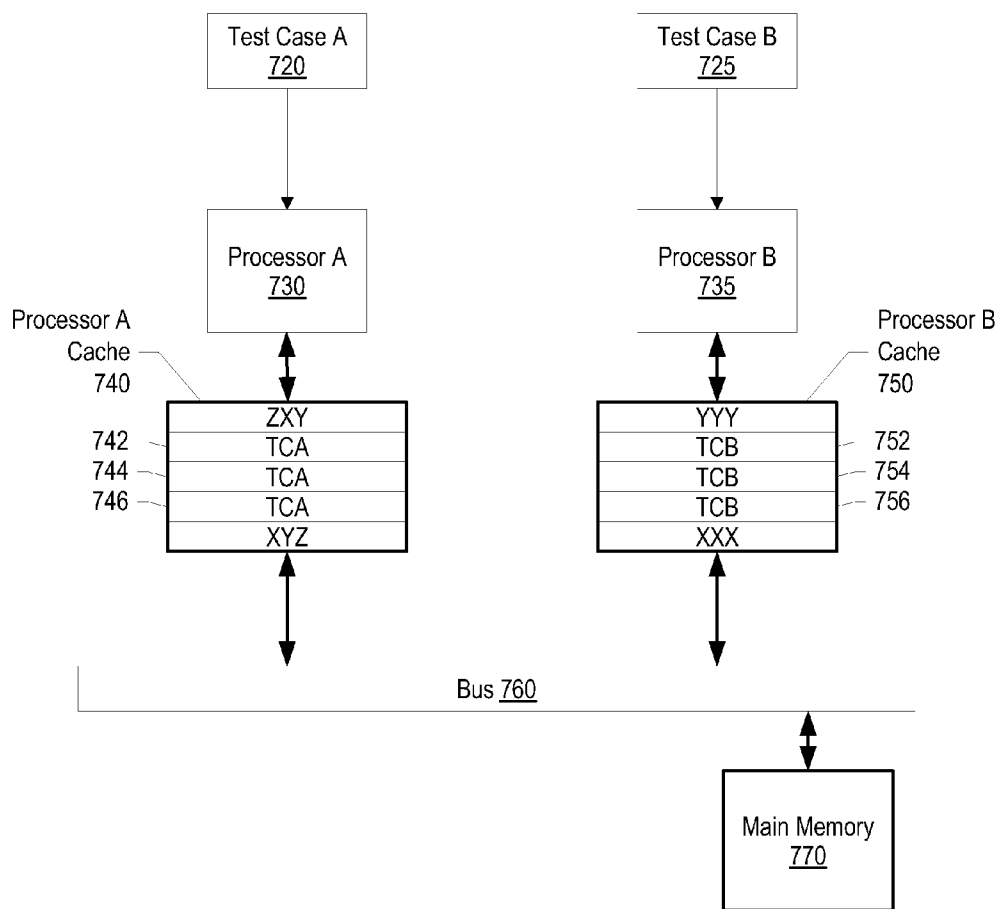 Test Case A
720
Test Case B
725
Processor A
730
Processor B
735
Processor A
Cache
740
Processor B
Cache
750
ZXY
742 TCA
744 TCA
746 TCA
XYZ
YYY
TCB 752
TCB 754
TCB 756
XXX
Bus 760
Main Memory
770